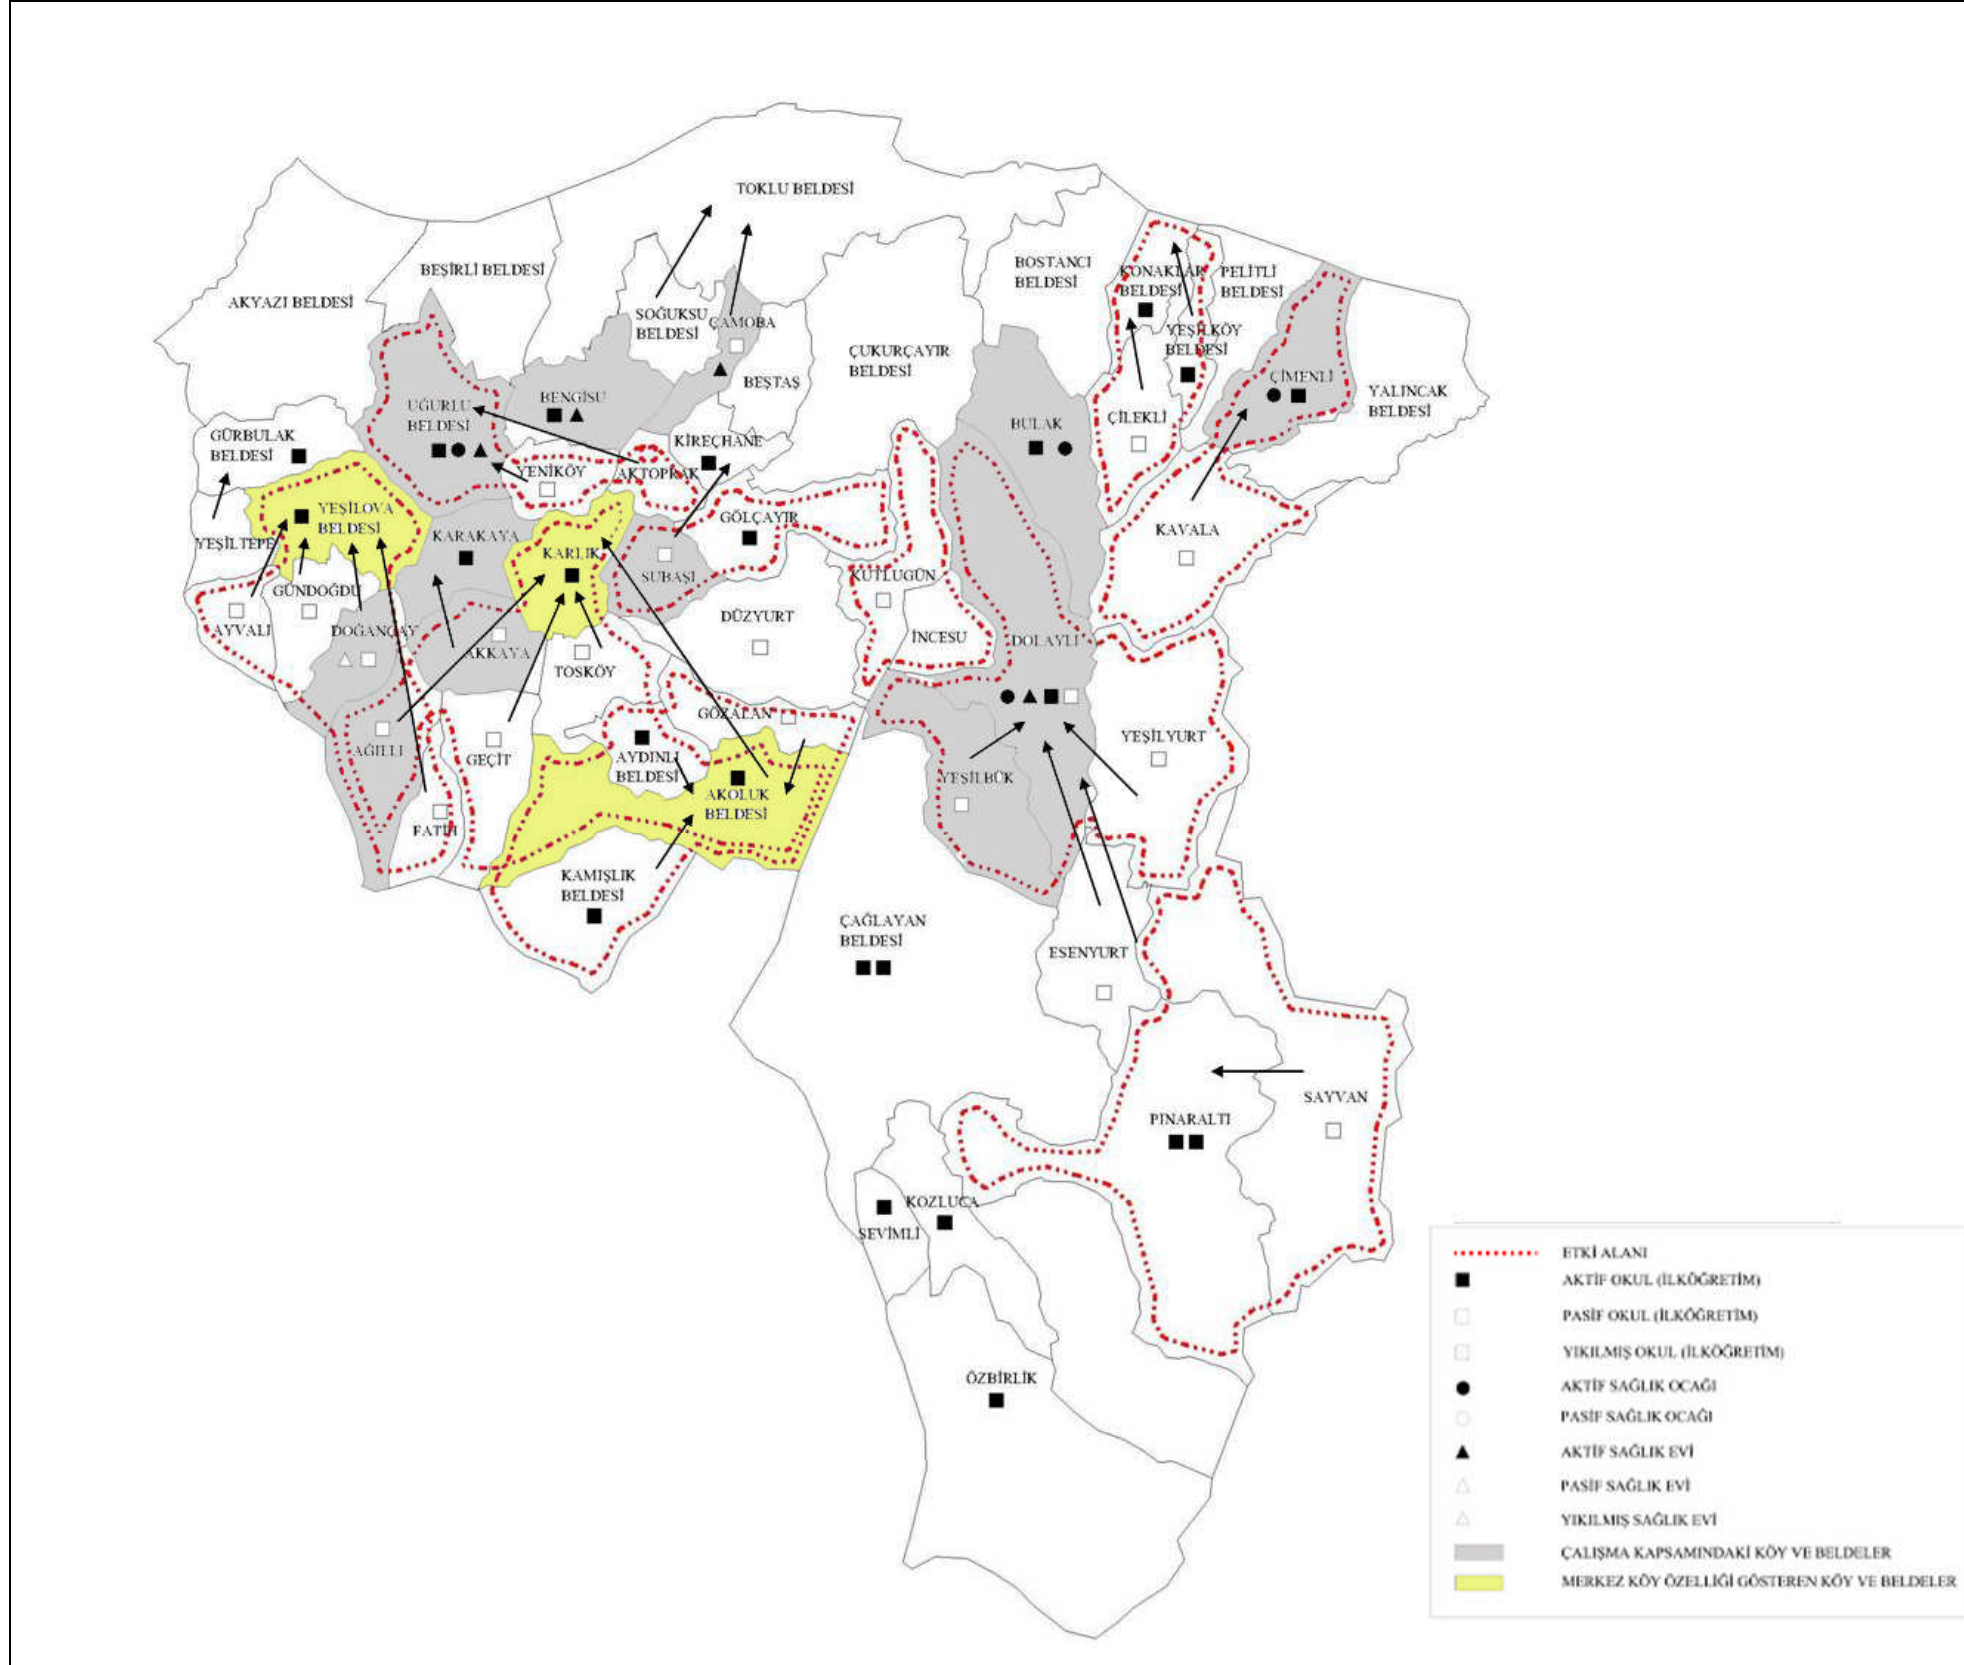 TOKLU BELDESİ
BEŞİRLİ BELDESİ
AKYAZI BELDESİ
BOSTANCI
BELDESİ
KONAKLAR
BELDESİ
PELİTLİ
BELDESİ
SOĞUKSU
BELDESİ
ÇAMOBA
YEŞİLKÖY
BELDESİ
ÇUKURÇAYIR
BELDESİ
BEŞTAŞ
ÇİMENLİ
YALINCAK
BELDESİ
UĞURLU
BELDESİ
BENGİSU
ÇİLEKLİ
BULAK
GÜRBULAK
BELDESİ
KİREÇHANE
YENİKÖY
AKTOPRAK
YEŞİLOVA
BELDESİ
GÖLÇAYIR
KAVALA
YEŞİLTEPE
KARAKAYA
KARLIK
SUBAŞI
KUTLUGÜN
GÜNDOĞDU
AYVALI
DOĞANÇAY
DÜZYURT
İNCESU
DOLAYLI
AKKAYA
TOSKÖY
GÖZALAN
YEŞİLYURT
AĞILLI
GEÇİT
AYDINLI
BELDESİ
YEŞİLBÜK
AKOLUK
BELDESİ
FATİH
KAMIŞLIK
BELDESİ
ÇAĞLAYAN
BELDESİ
ESENYURT
SAYVAN
PINARALTI
KOZLUCA
SEVİMLİ
ÖZBİRLİK
ETKİ ALANI
AKTİF OKUL (İLKÖĞRETİM)
PASİF OKUL (İLKÖĞRETİM)
YIKILMIŞ OKUL (İLKÖĞRETİM)
AKTİF SAĞLIK OCAĞI
PASİF SAĞLIK OCAĞI
AKTİF SAĞLIK EVİ
PASİF SAĞLIK EVİ
YIKILMIŞ SAĞLIK EVİ
ÇALIŞMA KAPSAMINDAKİ KÖY VE BELDELER
MERKEZ KÖY ÖZELLİĞİ GÖSTEREN KÖY VE BELDELER